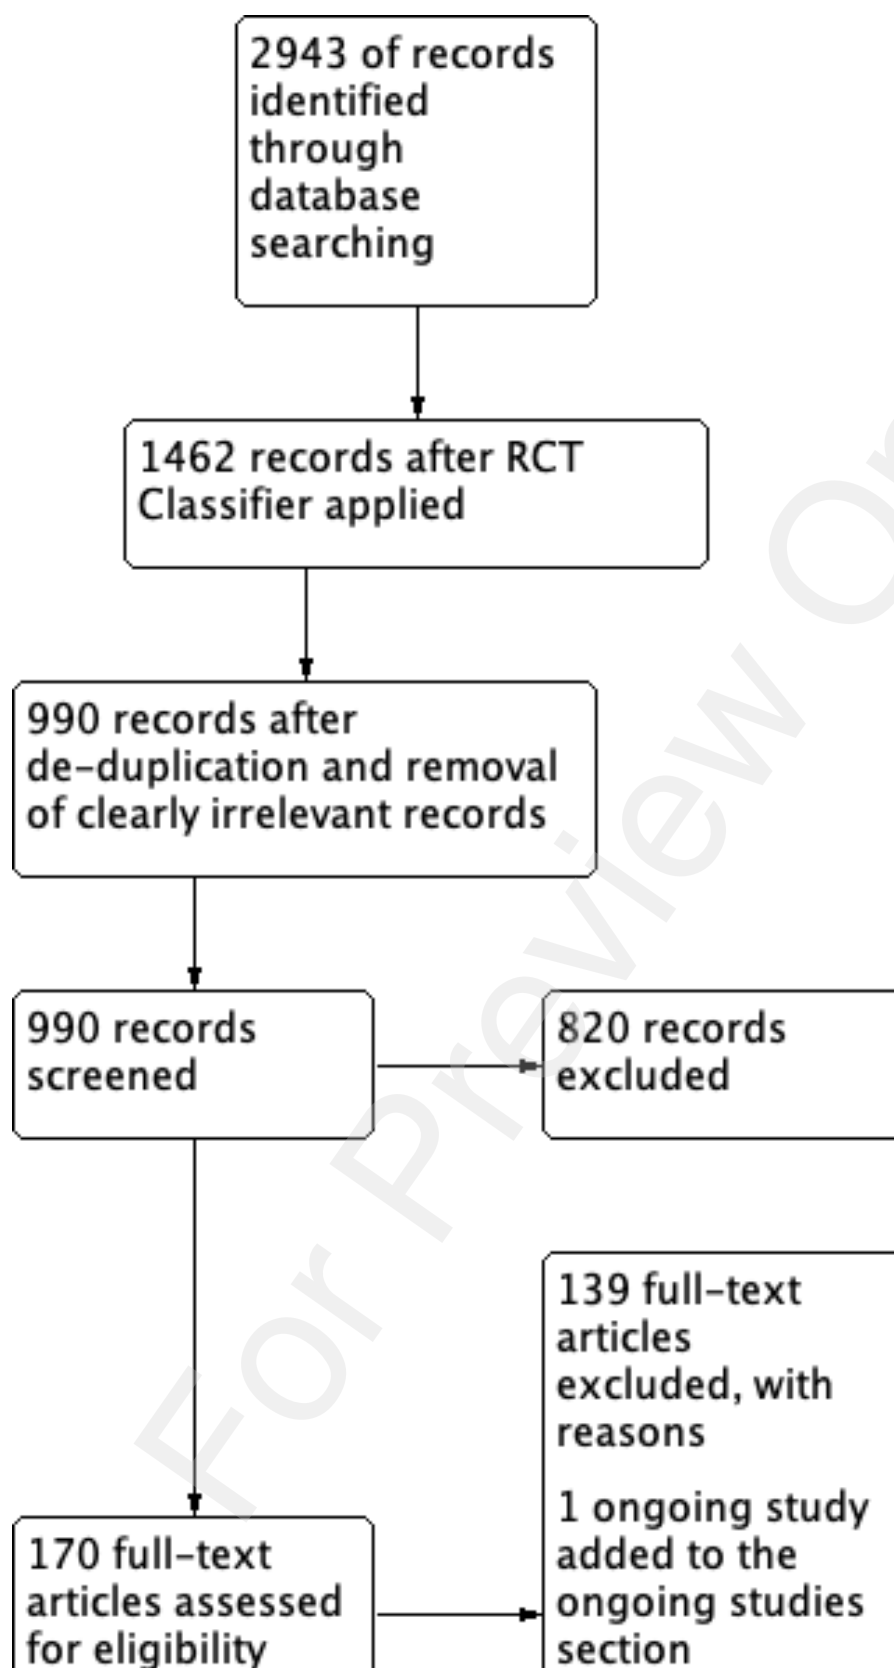 2943 of records
identified
through
database
searching
1462 records after RCT
Classifier applied
990 records after
de-duplication and removal
of clearly irrelevant records
990 records
screened
820 records
excluded
139 full-text
articles
excluded, with
reasons
1 ongoing study
added to the
ongoing studies
section
170 full-text
articles assessed
for eligibility
For Preview